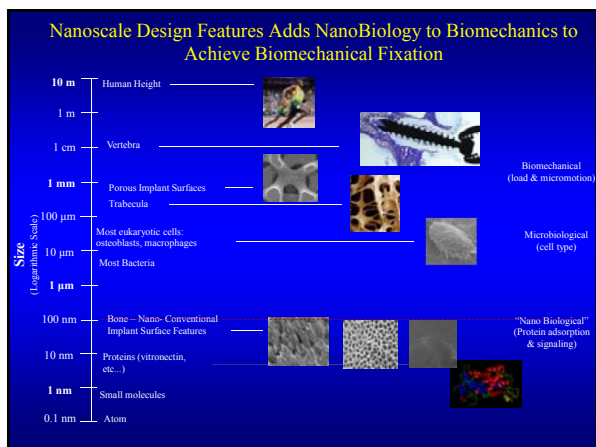 Nanoscale Design Features Adds NanoBiology to Biomechanics to
Achieve Biomechanical Fixation
10 m
Human Height
1 m
Vertebra
1 cm
Biomechanical
(load & micromotion)
1 mm
Porous Implant Surfaces
Trabecula
100 µm
Most eukaryotic cells:
osteoblasts, macrophages
Microbiological
(cell type)
10 µm
Most Bacteria
1 µm
Size
(Logarithmic Scale)
100 nm
Bone – Nano- Conventional
Implant Surface Features
"Nano Biological"
(Protein adsorption
& signaling)
10 nm
Proteins (vitronectin,
etc...)
1 nm
Small molecules
0.1 nm
Atom